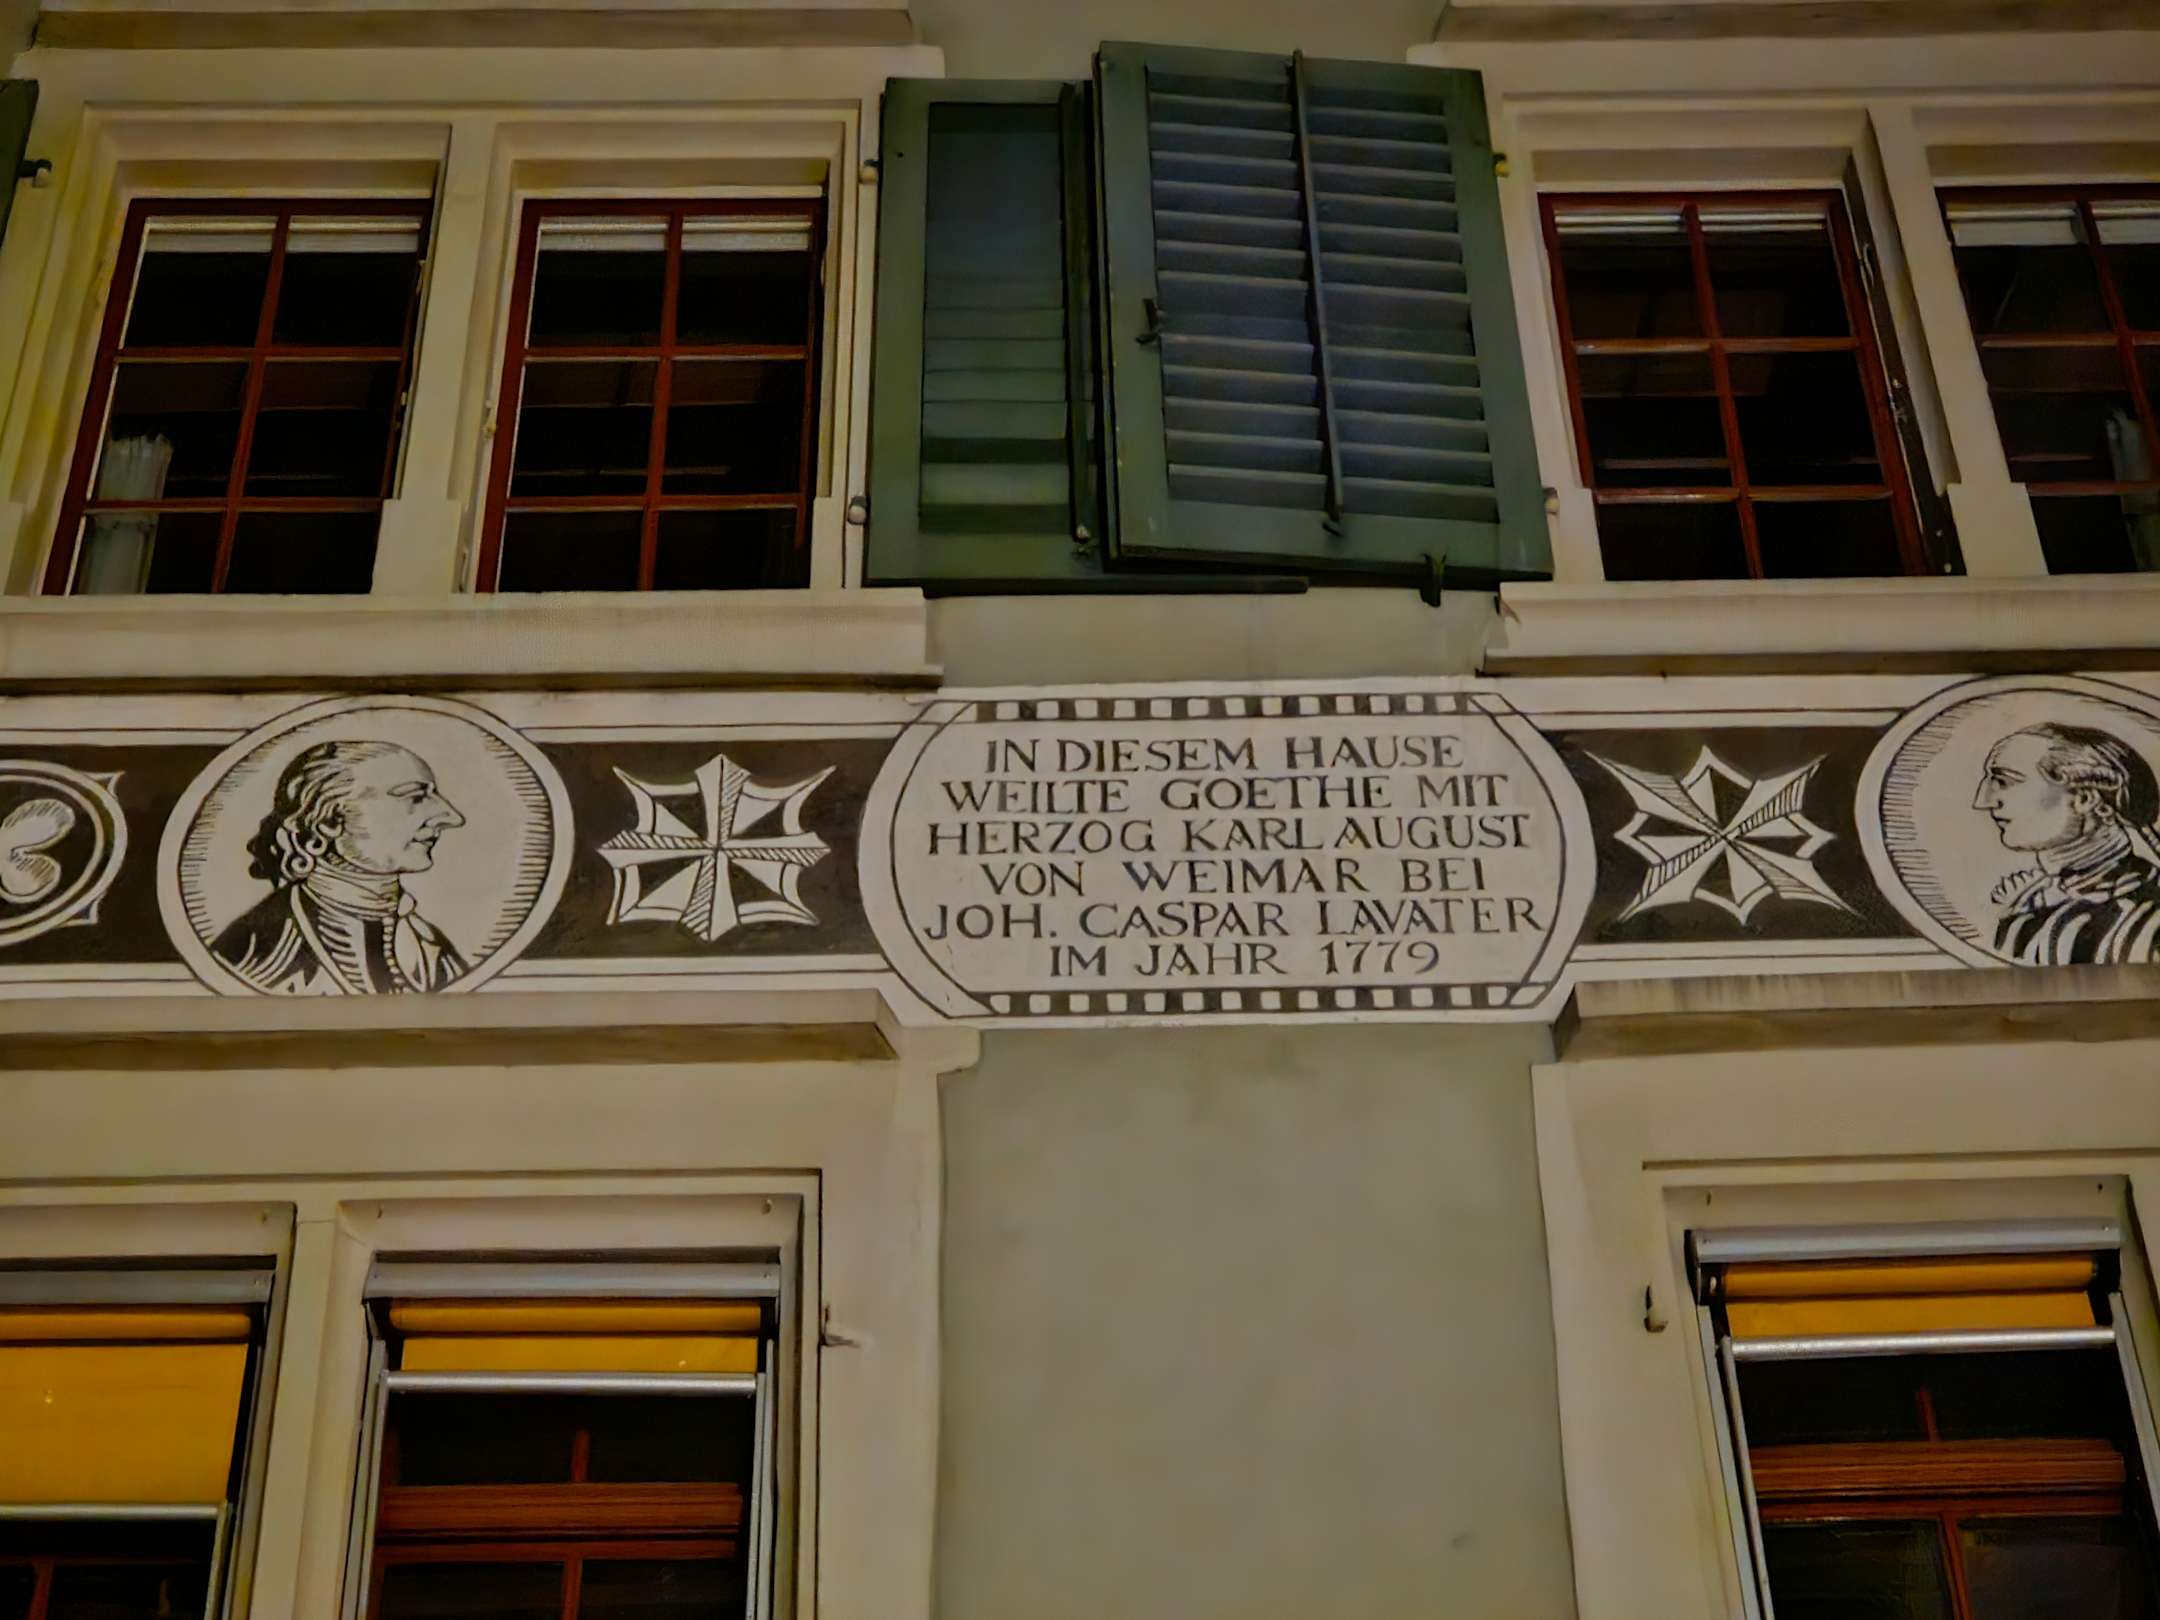 IN DIESEM HAUSE
WEILTE GOETHE MIT
HERZOG KARL AUGUST
VON WEIMAR BEI
JOH. CASPAR LAVATER
IM JAHR 1779